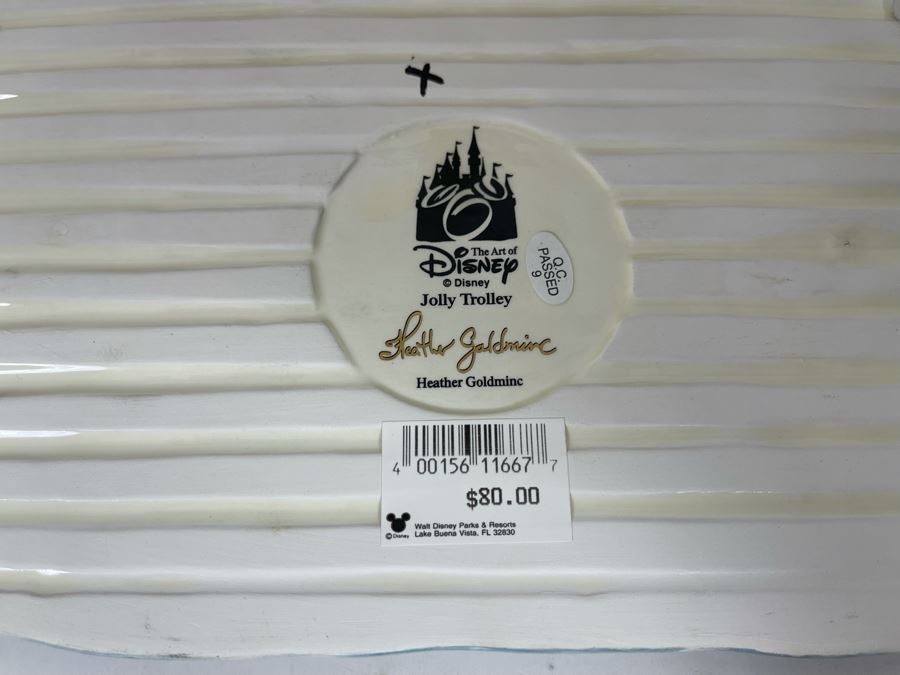 The Art of
DISNEY
© Disney
Jolly Trolley
Heather Goldminc
Heather Goldminc
Q.C.
PASSED
9
4 00156 11667 7
$80.00
© Disney
Walt Disney Parks & Resorts
Lake Buena Vista, FL 32830